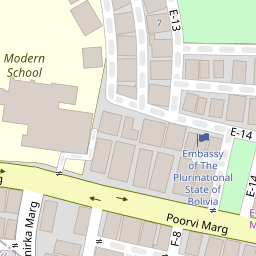 E-13
7
Modern
School
E-14
Embassy
of The
Plurinational
State of
Bolivia
E-14
Poorvi Marg
nirka Marg
F-8
E
M